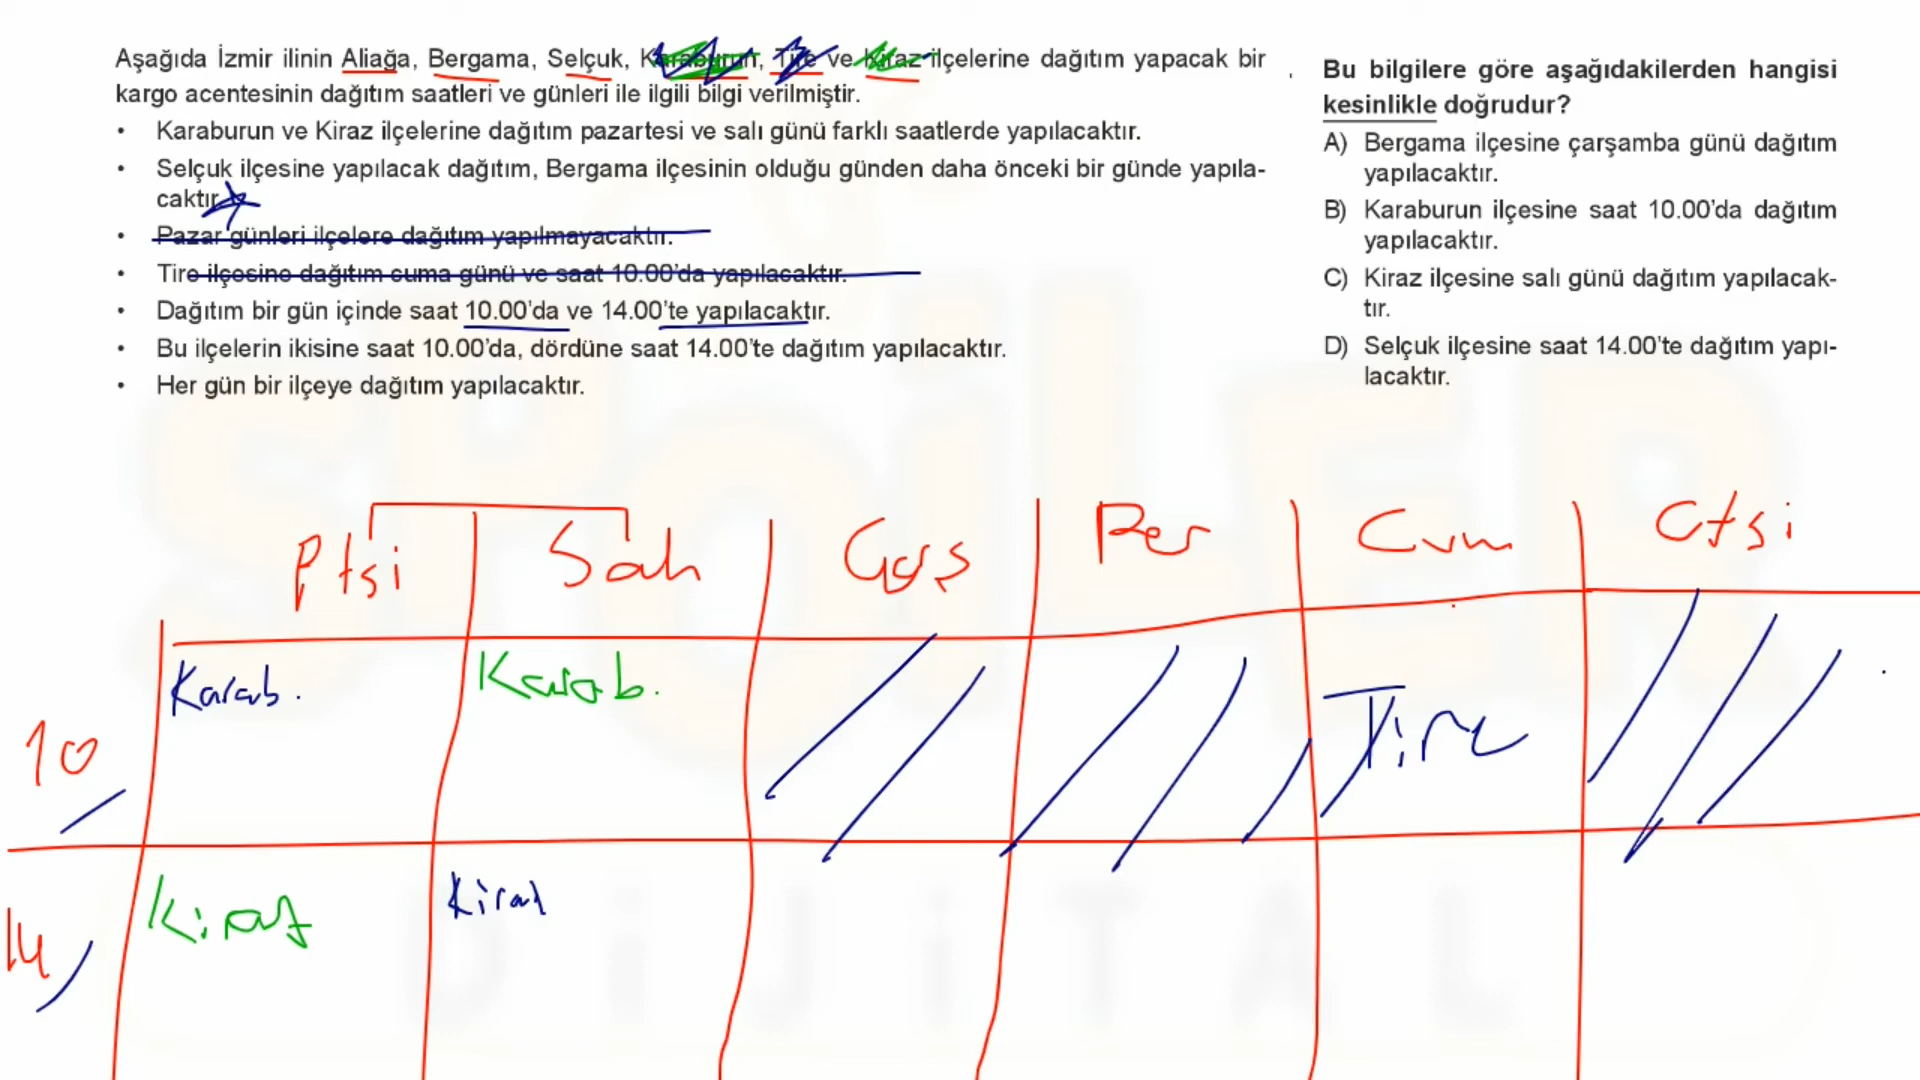 Aşağıda İzmir ilinin Aliağa, Bergama, Selçuk, Karaburun, Tire ve Kiraz ilçelerine dağıtım yapacak bir
kargo acentesinin dağıtım saatleri ve günleri ile ilgili bilgi verilmiştir.
• Karaburun ve Kiraz ilçelerine dağıtım pazartesi ve salı günü farklı saatlerde yapılacaktır.
• Selçuk ilçesine yapılacak dağıtım, Bergama ilçesinin olduğu günden daha önceki bir günde yapıla-
caktır.
• Pazar günleri ilçelere dağıtım yapılmayacaktır.
• Tire ilçesine dağıtım cuma günü ve saat 10.00'da yapılacaktır.
• Dağıtım bir gün içinde saat 10.00'da ve 14.00'te yapılacaktır.
• Bu ilçelerin ikisine saat 10.00'da, dördüne saat 14.00'te dağıtım yapılacaktır.
• Her gün bir ilçeye dağıtım yapılacaktır.
Bu bilgilere göre aşağıdakilerden hangisi
kesinlikle doğrudur?
A) Bergama ilçesine çarşamba günü dağıtım
yapılacaktır.
B) Karaburun ilçesine saat 10.00'da dağıtım
yapılacaktır.
C) Kiraz ilçesine salı günü dağıtım yapılacak-
tır.
D) Selçuk ilçesine saat 14.00'te dağıtım yapı-
lacaktır.
SPOiLER
DiJiTAL
Ptsi Salı Çarş Per Cum Ctsi
10 Karab. Karab. Tire
14 Kiraz Kiraz